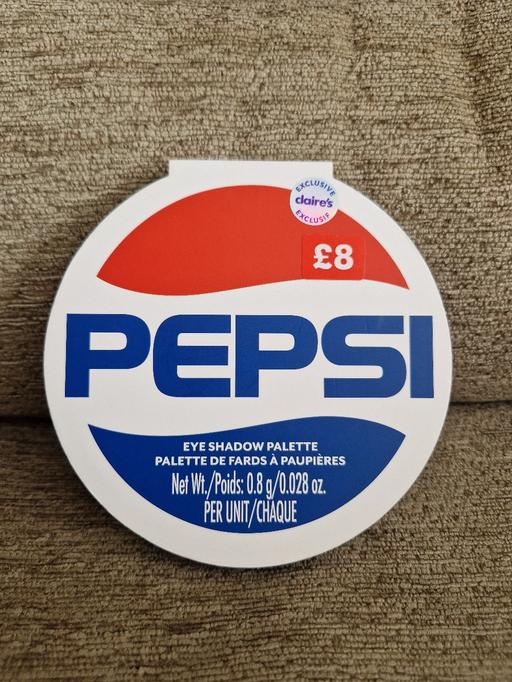 EXCLUSIVE
claire's
EXCLUSIF
£8
PEPSI
EYE SHADOW PALETTE
PALETTE DE FARDS À PAUPIÈRES
Net Wt./Poids: 0.8 g/0.028 oz.
PER UNIT/CHAQUE